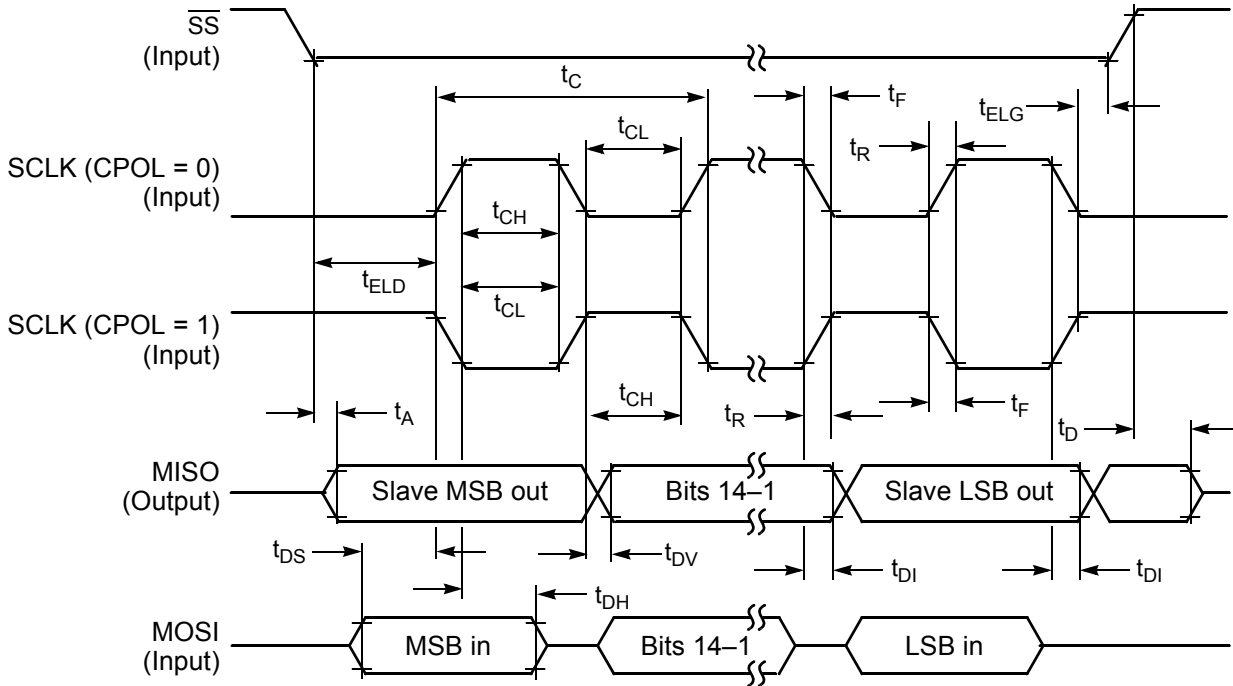 SS
(Input)
t_C
t_F
t_ELG
t_CL
t_R
SCLK (CPOL = 0)
(Input)
t_CH
t_ELD
t_CL
SCLK (CPOL = 1)
(Input)
t_CH
t_A
t_R
t_F
t_D
MISO
(Output)
Slave MSB out
Bits 14–1
Slave LSB out
t_DS
t_DV
t_DI
t_DI
t_DH
MOSI
(Input)
MSB in
Bits 14–1
LSB in